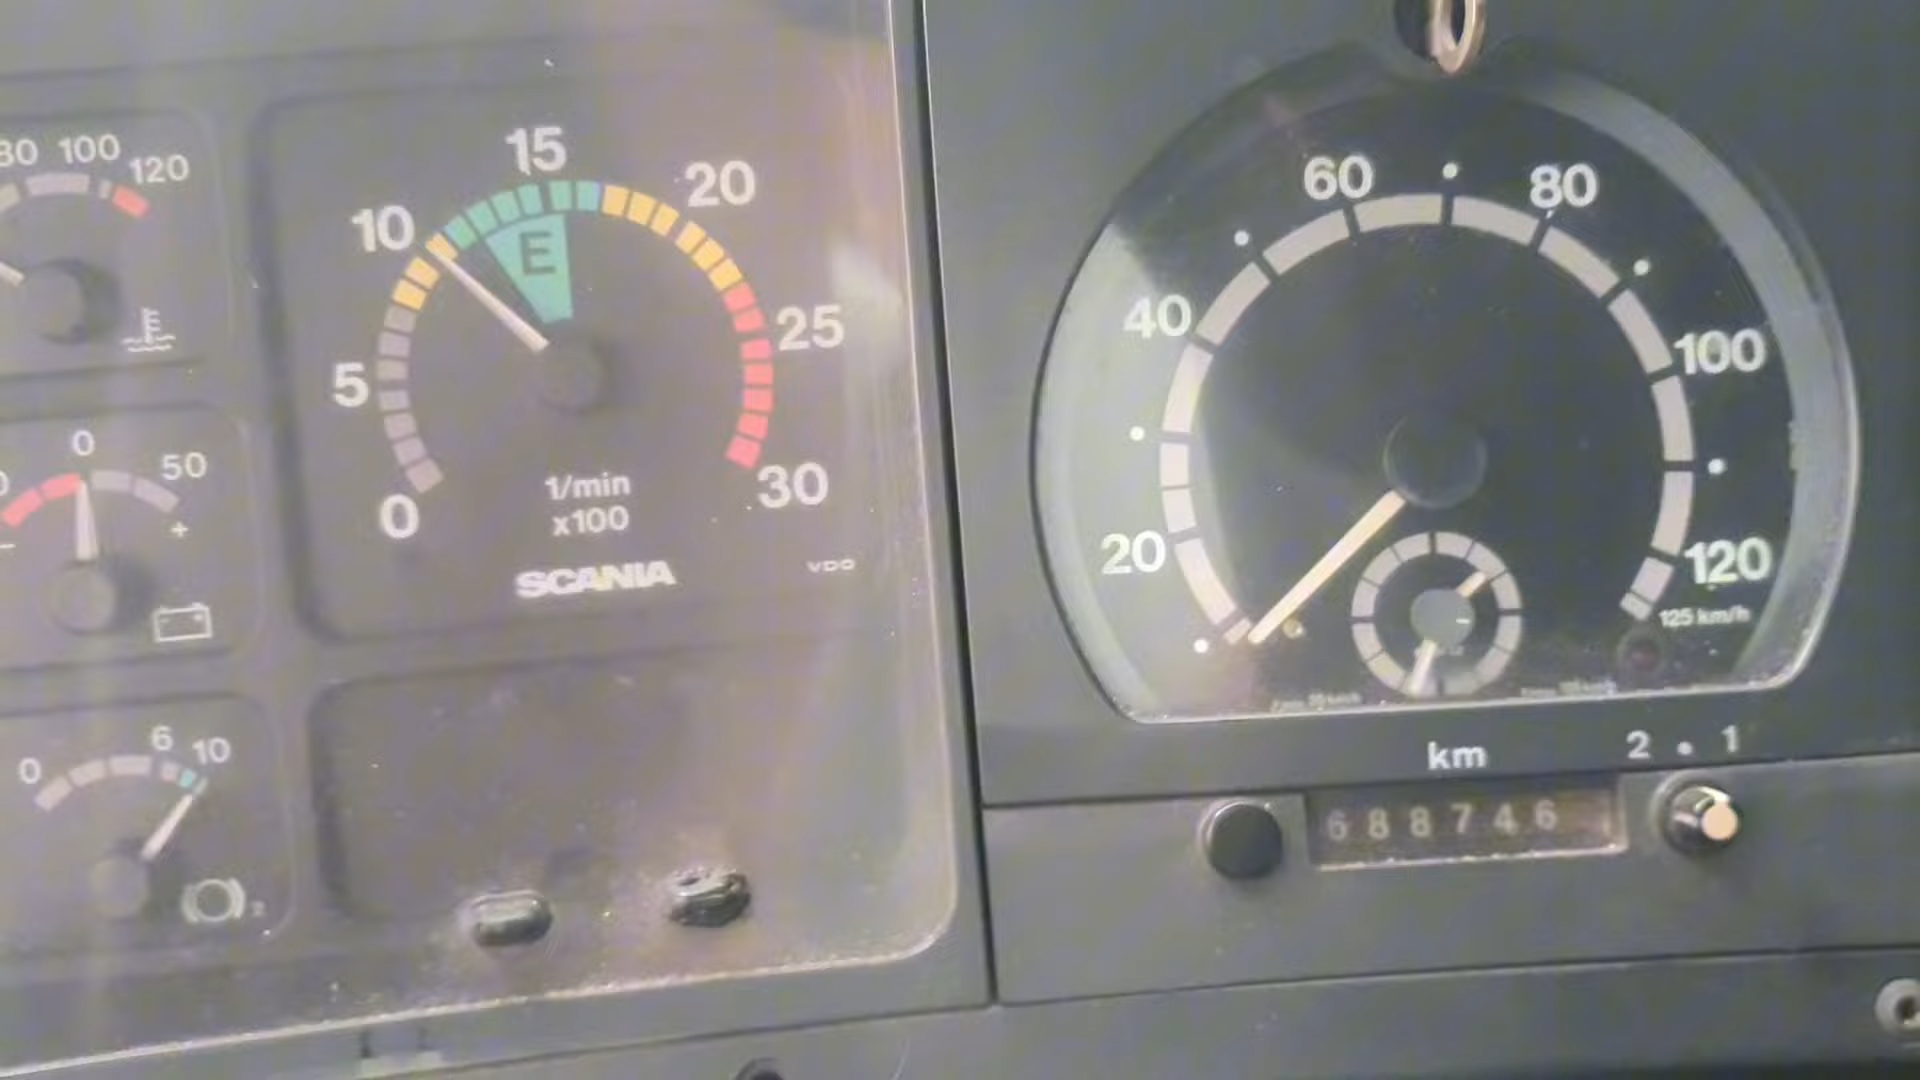 80 100 120
0 50
- +
0 6 10
2
0 5 10 15 20 25 30
E
1/min
x100
SCANIA
VDO
20 40 60 80 100 120
125 km/h
km 2 . 1
688746